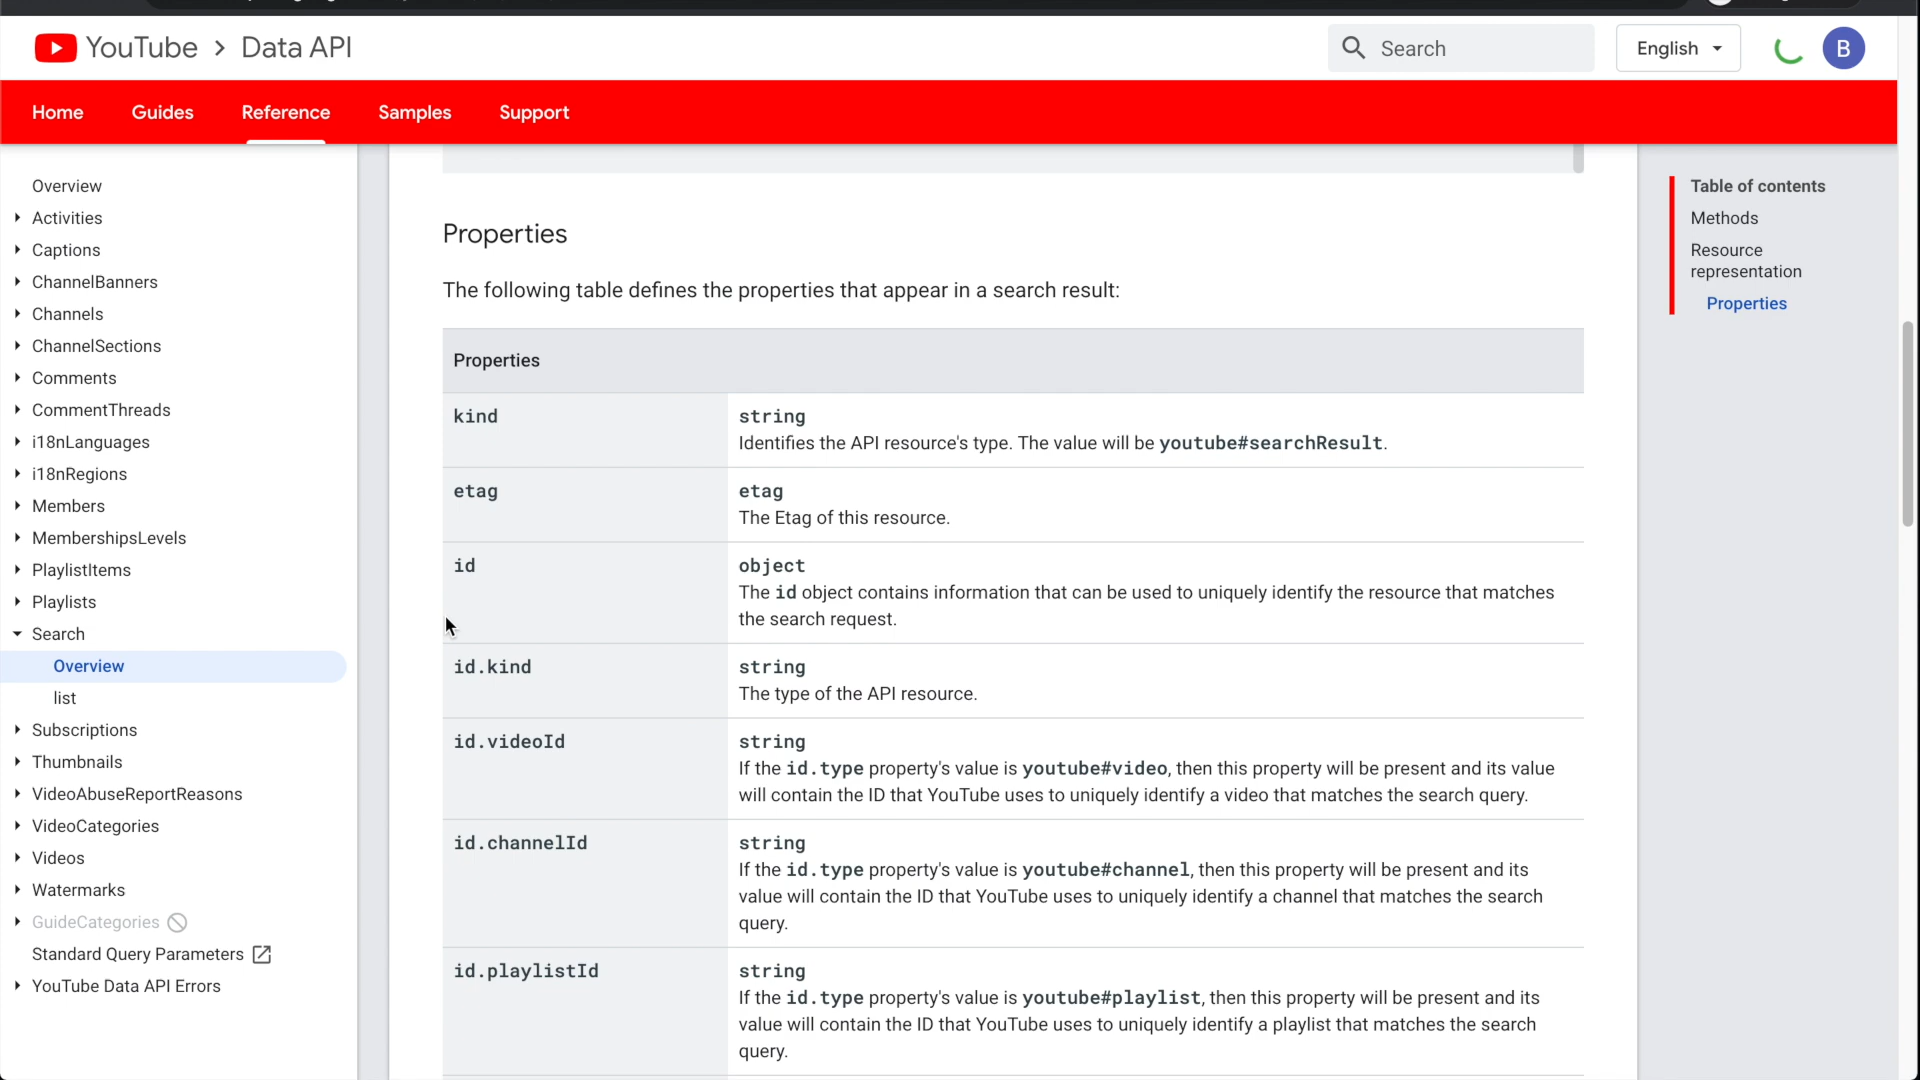 YouTube > Data API
Search
English
B
Home
Guides
Reference
Samples
Support
Overview
Activities
Captions
ChannelBanners
Channels
ChannelSections
Comments
CommentThreads
i18nLanguages
i18nRegions
Members
MembershipsLevels
PlaylistItems
Playlists
Search
Overview
list
Subscriptions
Thumbnails
VideoAbuseReportReasons
VideoCategories
Videos
Watermarks
GuideCategories
Standard Query Parameters
YouTube Data API Errors
Properties
The following table defines the properties that appear in a search result:
Properties
kind
string
Identifies the API resource's type. The value will be youtube#searchResult.
etag
etag
The Etag of this resource.
id
object
The id object contains information that can be used to uniquely identify the resource that matches
the search request.
id.kind
string
The type of the API resource.
id.videoId
string
If the id.type property's value is youtube#video, then this property will be present and its value
will contain the ID that YouTube uses to uniquely identify a video that matches the search query.
id.channelId
string
If the id.type property's value is youtube#channel, then this property will be present and its
value will contain the ID that YouTube uses to uniquely identify a channel that matches the search
query.
id.playlistId
string
If the id.type property's value is youtube#playlist, then this property will be present and its
value will contain the ID that YouTube uses to uniquely identify a playlist that matches the search
query.
Table of contents
Methods
Resource
representation
Properties